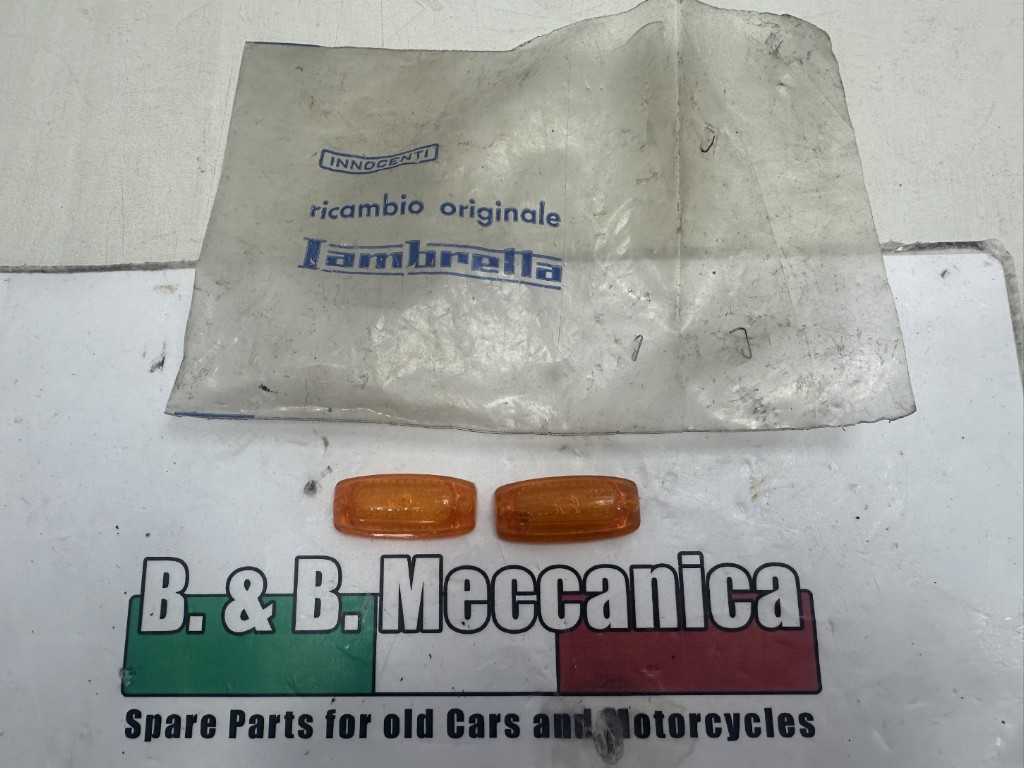 INNOCENTI
ricambio originale
Lambretta
B. & B. Meccanica
Spare Parts for old Cars and Motorcycles